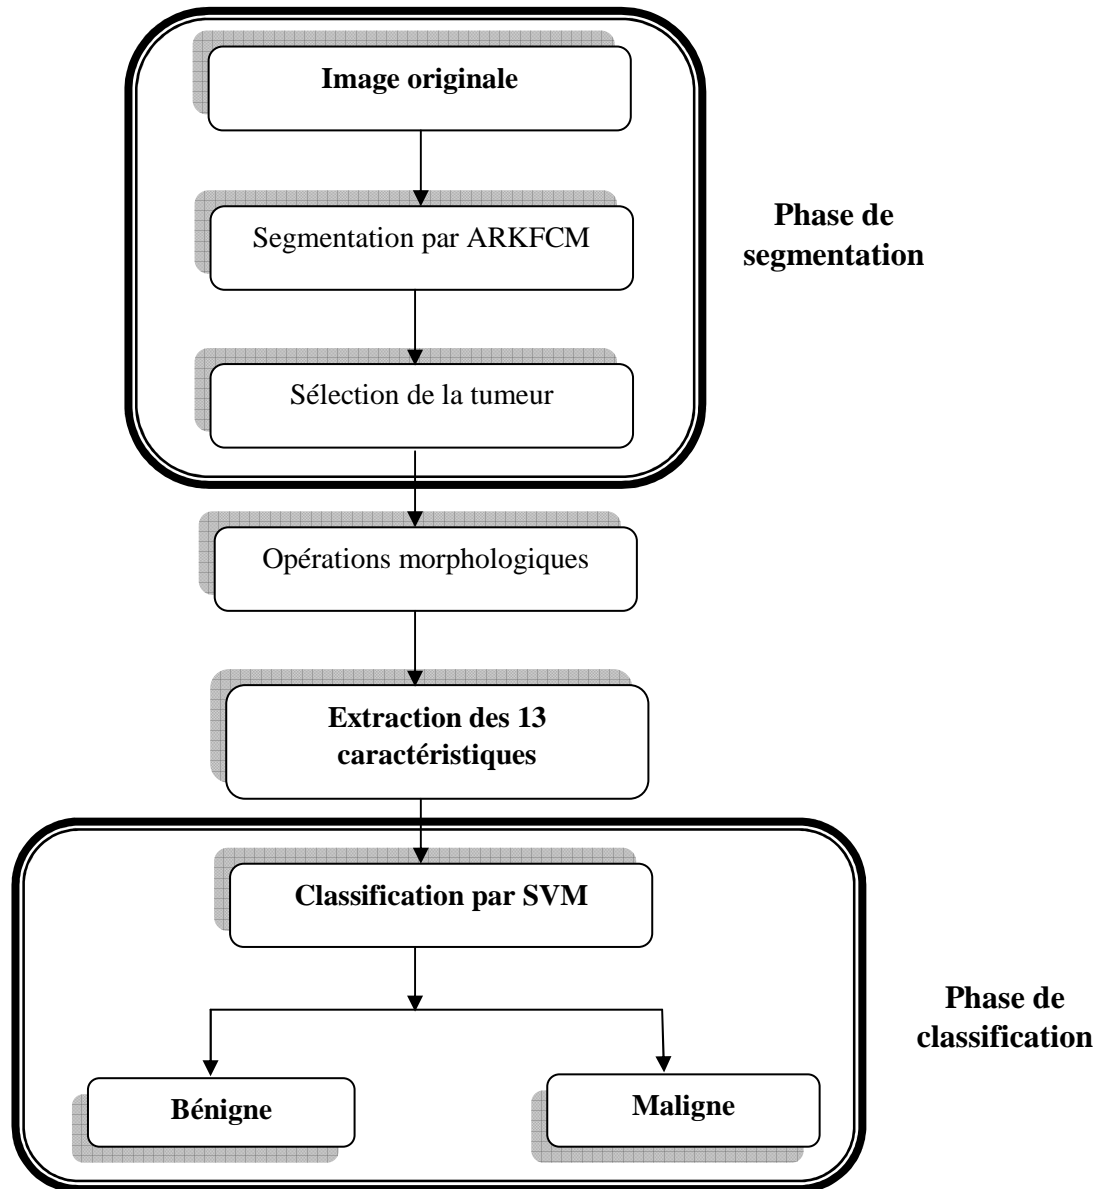 Image originale
Segmentation par ARKFCM
Phase de
segmentation
Sélection de la tumeur
Opérations morphologiques
Extraction des 13
caractéristiques
Classification par SVM
Phase de
classification
Bénigne
Maligne